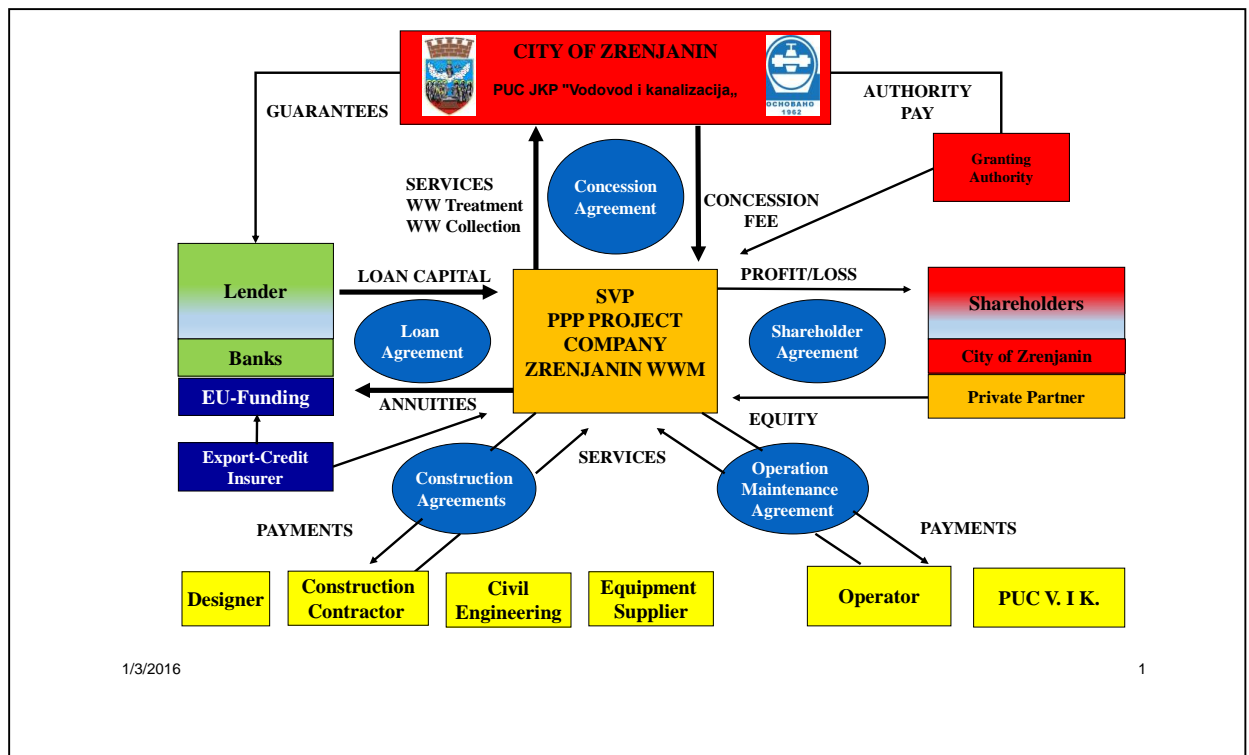 CITY OF ZRENJANIN
PUC JKP "Vodovod i kanalizacija„
ОСНОВАНО
1962
GUARANTEES
AUTHORITY
PAY
Granting
Authority
SERVICES
WW Treatment
WW Collection
Concession
Agreement
CONCESSION
FEE
Lender
Banks
EU-Funding
Export-Credit
Insurer
LOAN CAPITAL
Loan
Agreement
ANNUITIES
SVP
PPP PROJECT
COMPANY
ZRENJANIN WWM
PROFIT/LOSS
Shareholder
Agreement
EQUITY
Shareholders
City of Zrenjanin
Private Partner
SERVICES
Construction
Agreements
Operation
Maintenance
Agreement
PAYMENTS
PAYMENTS
Designer
Construction
Contractor
Civil
Engineering
Equipment
Supplier
Operator
PUC V. I K.
1/3/2016
1